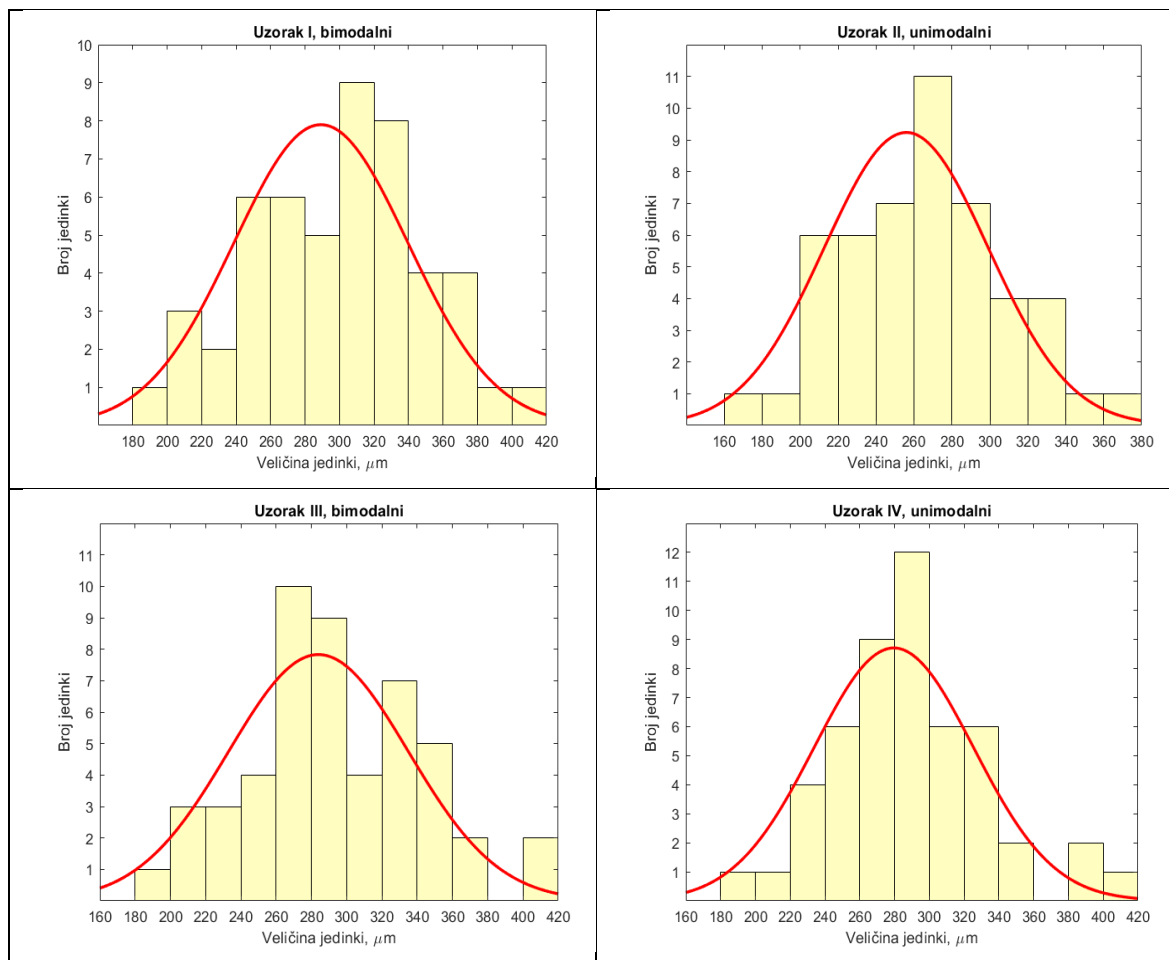 Uzorak I, bimodalni
10
9
8
7
6
5
4
3
2
1
Broj jedinki
180 200 220 240 260 280 300 320 340 360 380 400 420
Veličina jedinki, μm
Uzorak II, unimodalni
11
10
9
8
7
6
5
4
3
2
1
Broj jedinki
160 180 200 220 240 260 280 300 320 340 360 380
Veličina jedinki, μm
Uzorak III, bimodalni
11
10
9
8
7
6
5
4
3
2
1
Broj jedinki
160 180 200 220 240 260 280 300 320 340 360 380 400 420
Veličina jedinki, μm
Uzorak IV, unimodalni
12
11
10
9
8
7
6
5
4
3
2
1
Broj jedinki
160 180 200 220 240 260 280 300 320 340 360 380 400 420
Veličina jedinki, μm